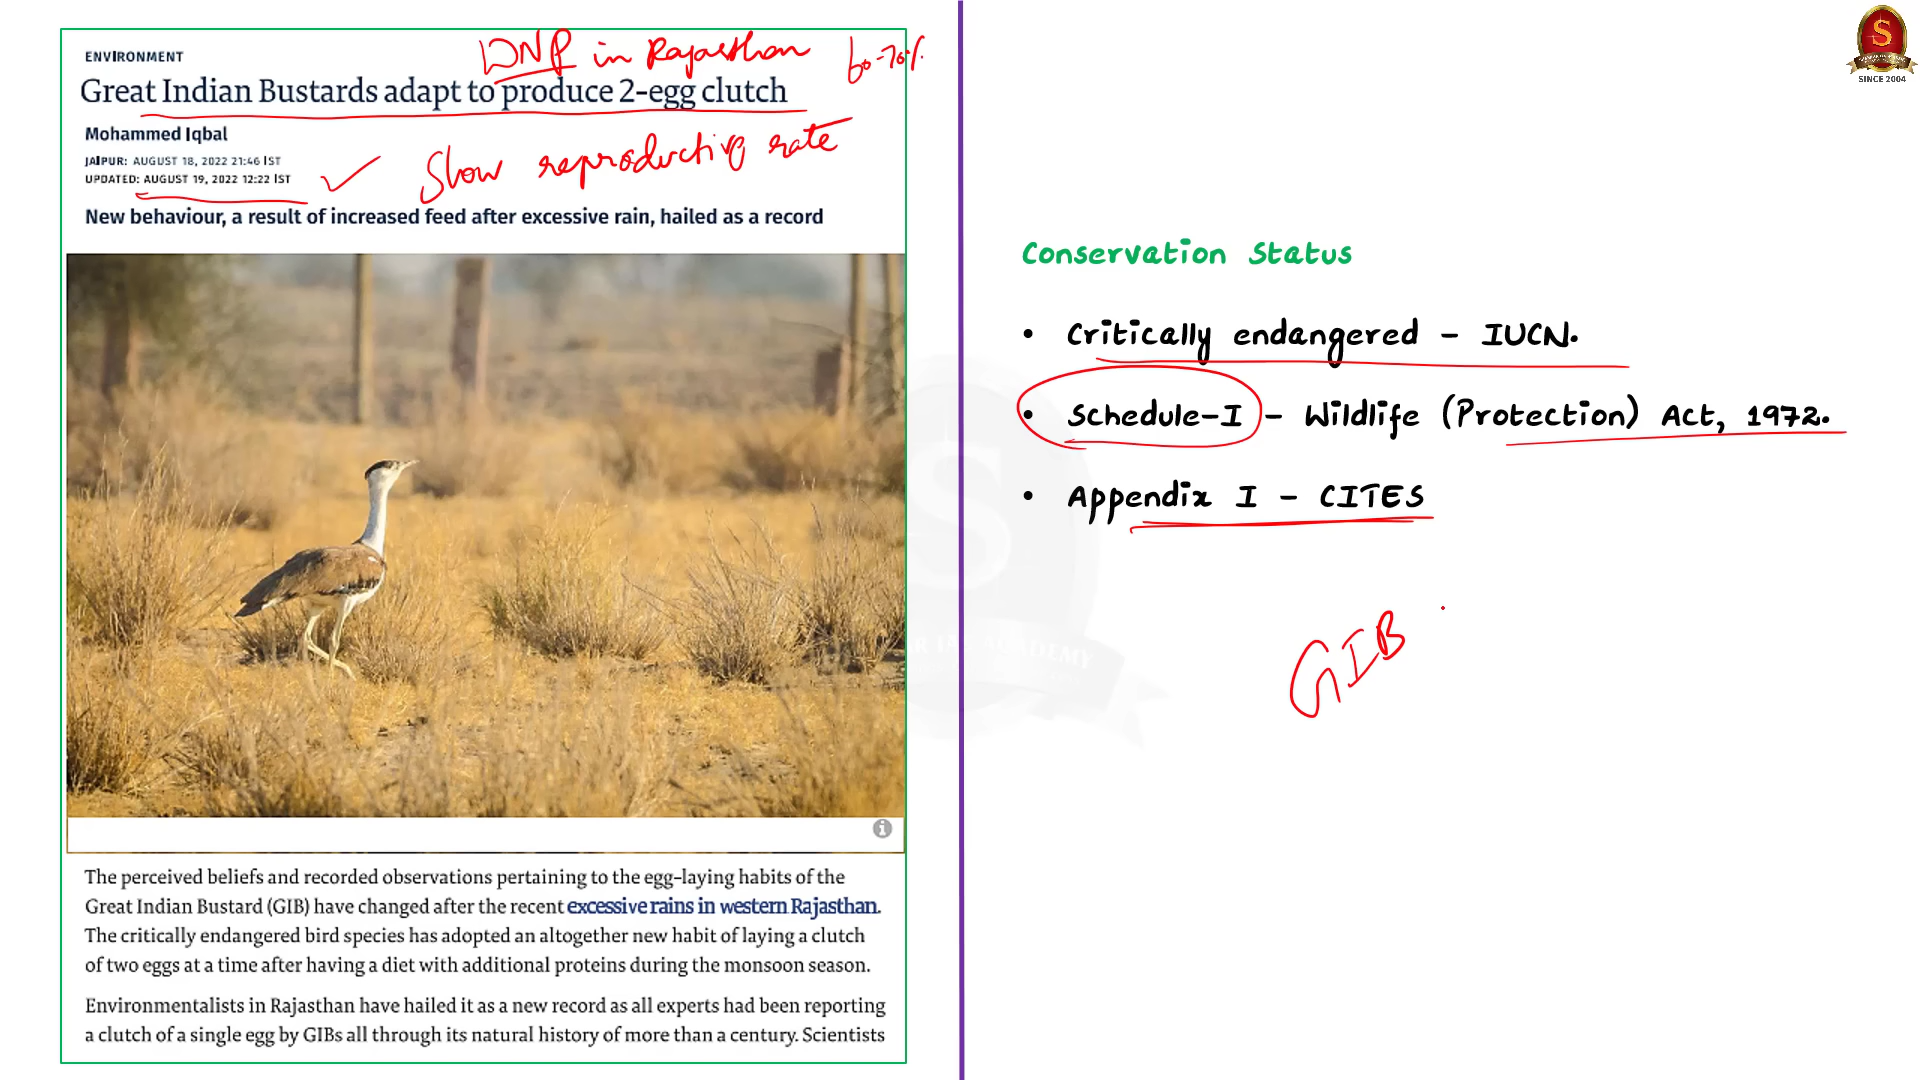 DNP in Rajasthan 60-70%
ENVIRONMENT
Great Indian Bustards adapt to produce 2-egg clutch
Mohammed Iqbal
JAIPUR: AUGUST 18, 2022 21:46 IST
UPDATED: AUGUST 19, 2022 12:22 IST
Slow reproductive rate
New behaviour, a result of increased feed after excessive rain, hailed as a record
The perceived beliefs and recorded observations pertaining to the egg-laying habits of the
Great Indian Bustard (GIB) have changed after the recent excessive rains in western Rajasthan.
The critically endangered bird species has adopted an altogether new habit of laying a clutch
of two eggs at a time after having a diet with additional proteins during the monsoon season.
Environmentalists in Rajasthan have hailed it as a new record as all experts had been reporting
a clutch of a single egg by GIBs all through its natural history of more than a century. Scientists
Conservation Status
• Critically endangered - IUCN.
• Schedule-I - Wildlife (Protection) Act, 1972.
• Appendix I - CITES
GIB
S
SINCE 2004